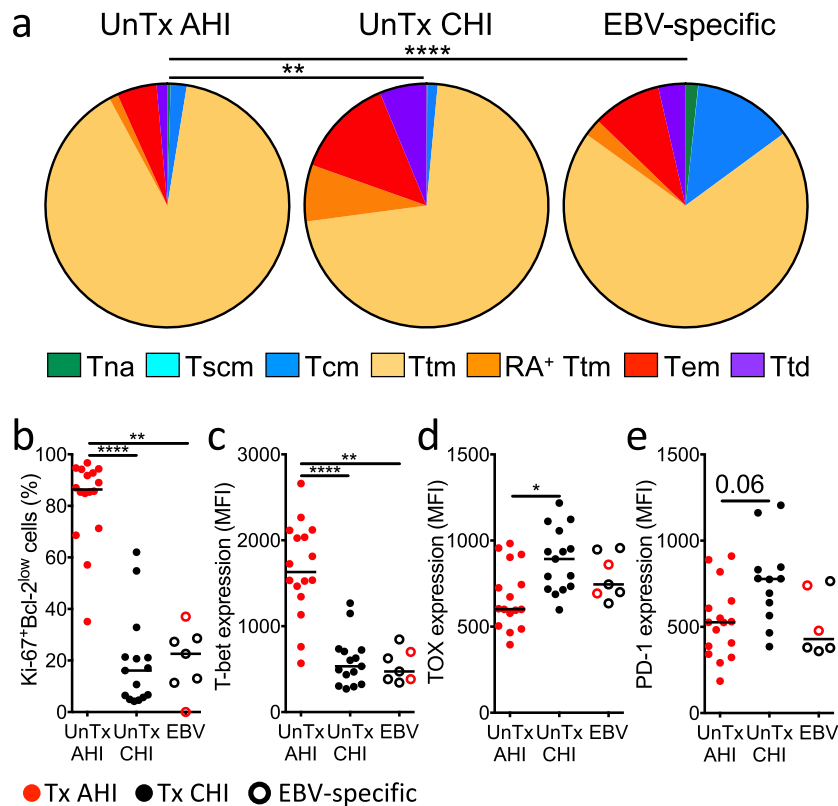 a
UnTx AHI UnTx CHI EBV-specific
****
**
Tna Tscm Tcm Ttm RA+ Ttm Tem Ttd
b
Ki-67+Bcl-2low cells (%)
100
80
60
40
20
0
**
****
UnTx AHI
UnTx CHI
EBV
c
T-bet expression (MFI)
3000
2000
1000
0
**
****
UnTx AHI
UnTx CHI
EBV
d
TOX expression (MFI)
1500
1000
500
0
*
UnTx AHI
UnTx CHI
EBV
e
PD-1 expression (MFI)
1500
1000
500
0
0.06
UnTx AHI
UnTx CHI
EBV
Tx AHI Tx CHI EBV-specific